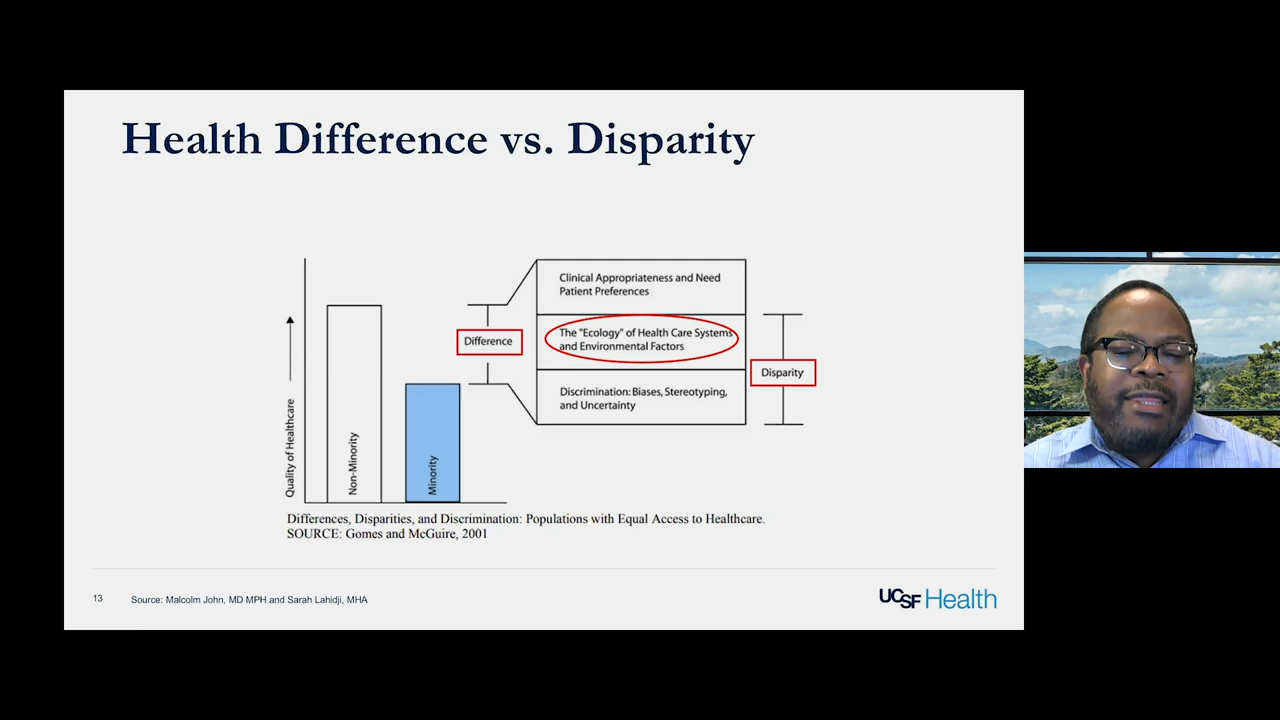 Health Difference vs. Disparity
Quality of Healthcare
Non-Minority
Minority
Difference
Clinical Appropriateness and Need
Patient Preferences
The "Ecology" of Health Care Systems
and Environmental Factors
Discrimination: Biases, Stereotyping,
and Uncertainty
Disparity
Differences, Disparities, and Discrimination: Populations with Equal Access to Healthcare.
SOURCE: Gomes and McGuire, 2001
13
Source: Malcolm John, MD MPH and Sarah Lahidji, MHA
UCSF Health